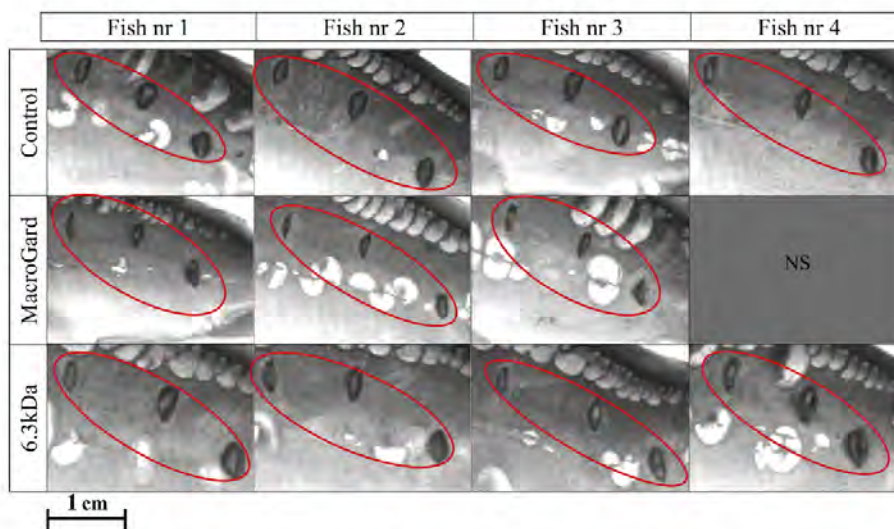 Fish nr 1 Fish nr 2 Fish nr 3 Fish nr 4
Control
MacroGard
NS
6.3kDa
1 cm